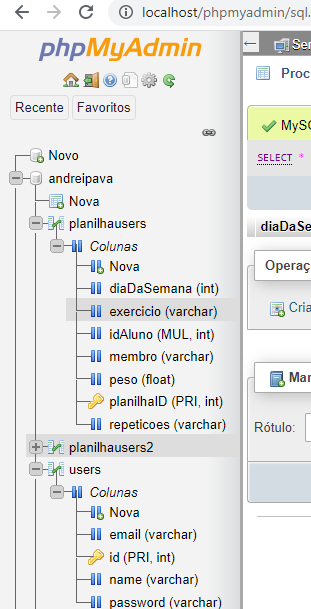 localhost/phpmyadmin/sql.
phpMyAdmin
Recente
Favoritos
Novo
andreipava
Nova
planilhausers
Colunas
Nova
diaDaSemana (int)
exercicio (varchar)
idAluno (MUL, int)
membro (varchar)
peso (float)
planilhaID (PRI, int)
repeticoes (varchar)
planilhausers2
users
Colunas
Nova
email (varchar)
id (PRI, int)
name (varchar)
password (varchar)
Ser
Proc
MySC
SELECT *
diaDaSe
Operaç
Cria
Mar
Rótulo: